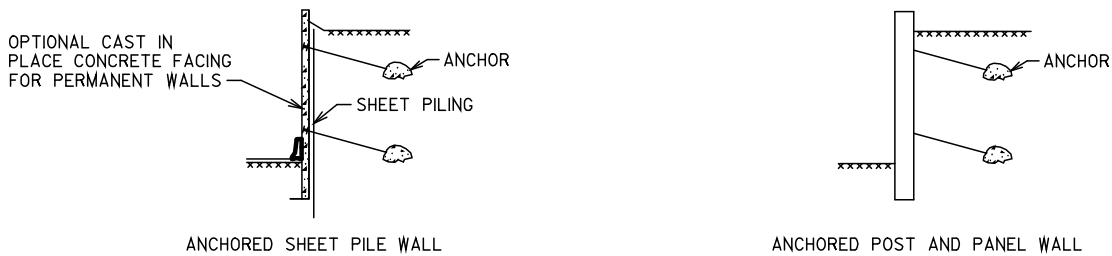 OPTIONAL CAST IN
PLACE CONCRETE FACING
FOR PERMANENT WALLS
ANCHOR
SHEET PILING
ANCHORED SHEET PILE WALL
ANCHOR
ANCHORED POST AND PANEL WALL